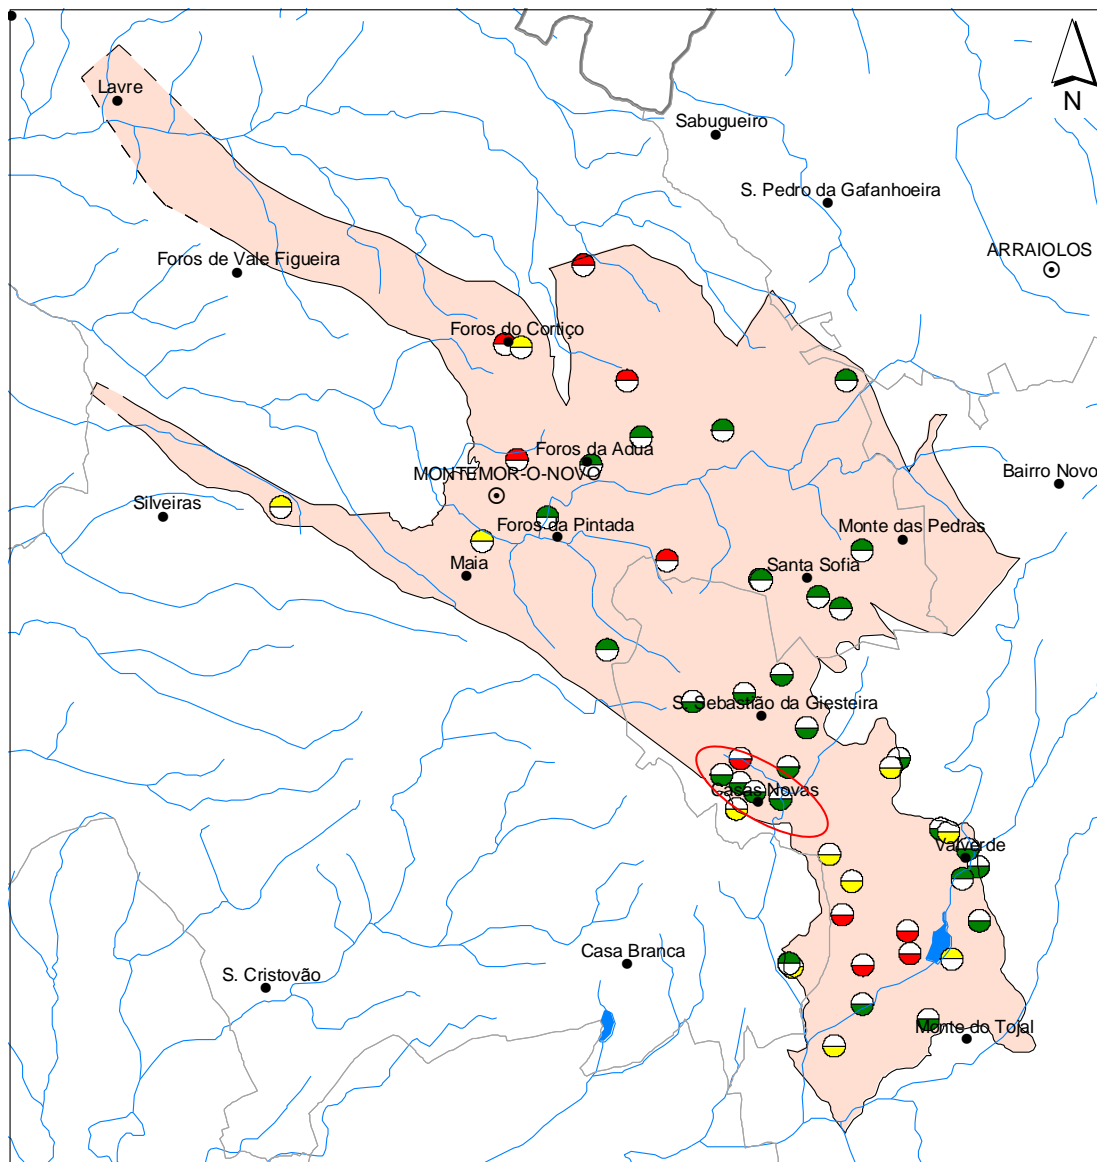 N
Lavre
Sabugueiro
S. Pedro da Gafanhoeira
ARRAIOLOS
Foros de Vale Figueira
Foros do Cortiço
Foros da Adua
MONTEMOR-O-NOVO
Bairro Novo
Silveiras
Foros da Pintada
Monte das Pedras
Maia
Santa Sofia
S. Sebastião da Giesteira
Casas Novas
Valverde
Casa Branca
S. Cristovão
Monte do Tojal